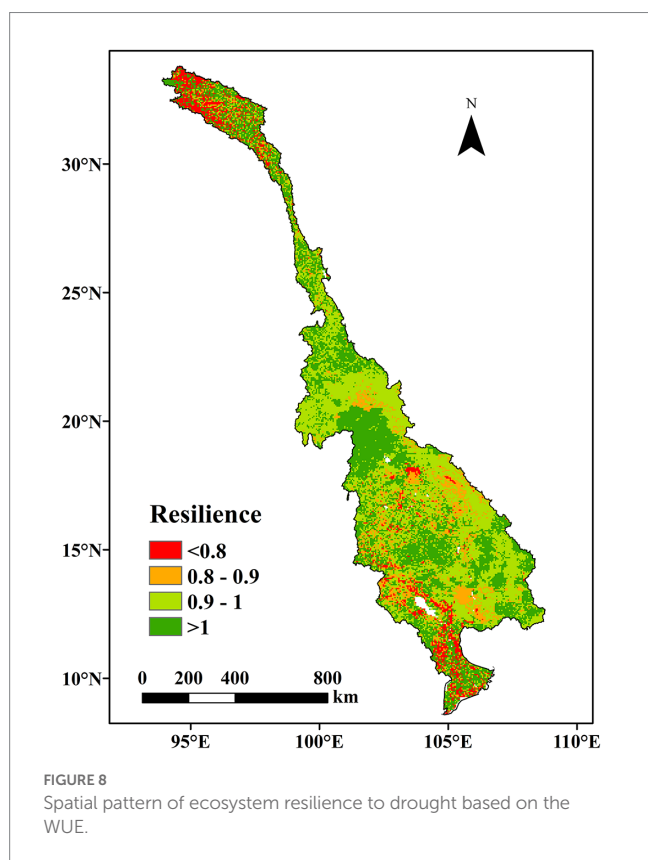 N
30°N
25°N
20°N
15°N
10°N
Resilience
<0.8
0.8 - 0.9
0.9 - 1
>1
0 200 400 800
km
95°E 100°E 105°E 110°E
FIGURE 8
Spatial pattern of ecosystem resilience to drought based on the
WUE.